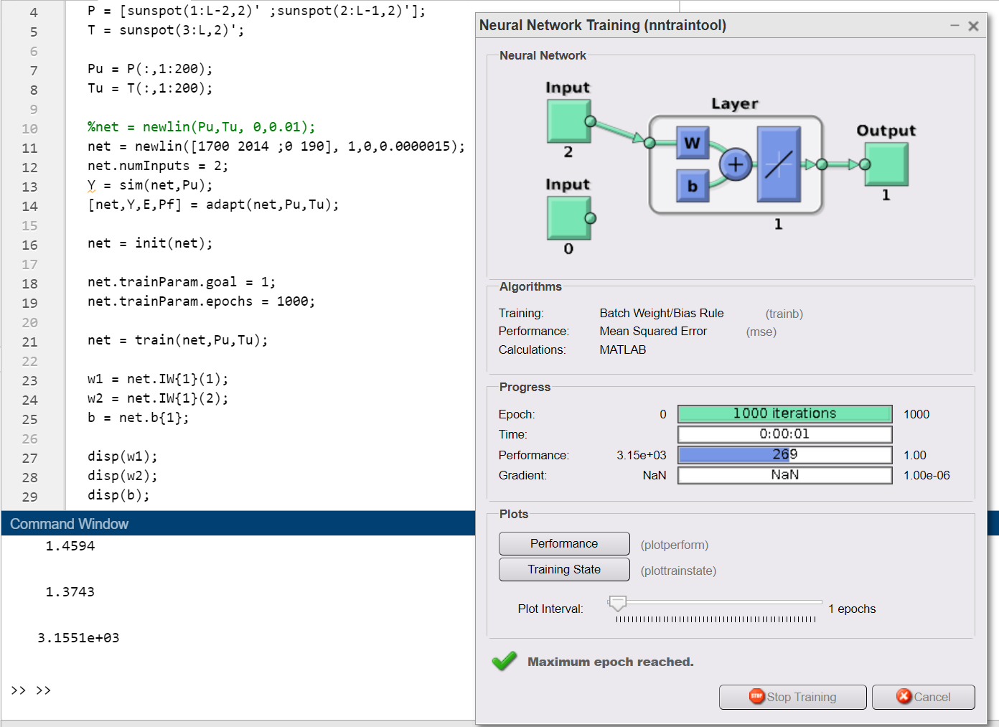 4 P = [sunspot(1:L-2,2)' ;sunspot(2:L-1,2)'];
5 T = sunspot(3:L,2)';
6
7 Pu = P(:,1:200);
8 Tu = T(:,1:200);
9
10 %net = newlin(Pu,Tu, 0,0.01);
11 net = newlin([1700 2014 ;0 190], 1,0,0.0000015);
12 net.numInputs = 2;
13 Y = sim(net,Pu);
14 [net,Y,E,Pf] = adapt(net,Pu,Tu);
15
16 net = init(net);
17
18 net.trainParam.goal = 1;
19 net.trainParam.epochs = 1000;
20
21 net = train(net,Pu,Tu);
22
23 w1 = net.IW{1}(1);
24 w2 = net.IW{1}(2);
25 b = net.b{1};
26
27 disp(w1);
28 disp(w2);
29 disp(b);
Command Window
1.4594
1.3743
3.1551e+03
>> >>
Neural Network Training (nntraintool)
Neural Network
Input
2
Input
0
Layer
W
b
+
1
Output
1
Algorithms
Training: Batch Weight/Bias Rule (trainb)
Performance: Mean Squared Error (mse)
Calculations: MATLAB
Progress
Epoch: 0 1000 iterations 1000
Time: 0:00:01
Performance: 3.15e+03 269 1.00
Gradient: NaN NaN 1.00e-06
Plots
Performance (plotperform)
Training State (plottrainstate)
Plot Interval: 1 epochs
Maximum epoch reached.
STOP Stop Training Cancel